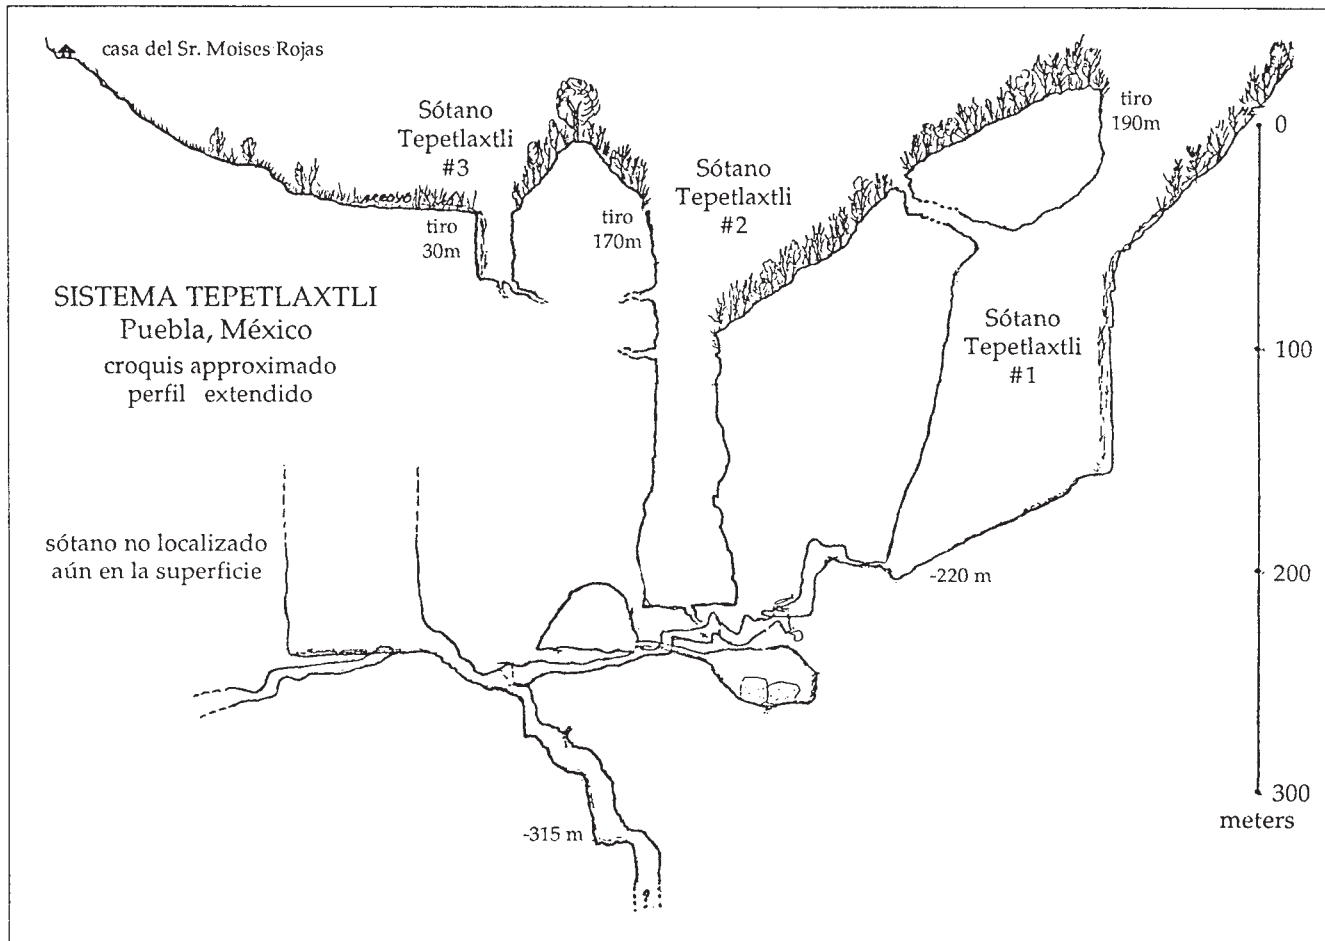 casa del Sr. Moises Rojas
Sótano
Tepetlaxtli
#3
tiro
190m
0
Sótano
Tepetlaxtli
#2
ARROYO
tiro
30m
tiro
170m
SISTEMA TEPETLAXTLI
Puebla, México
croquis approximado
perfil extendido
Sótano
Tepetlaxtli
#1
100
sótano no localizado
aún en la superficie
-220 m
200
-315 m
300
meters
?